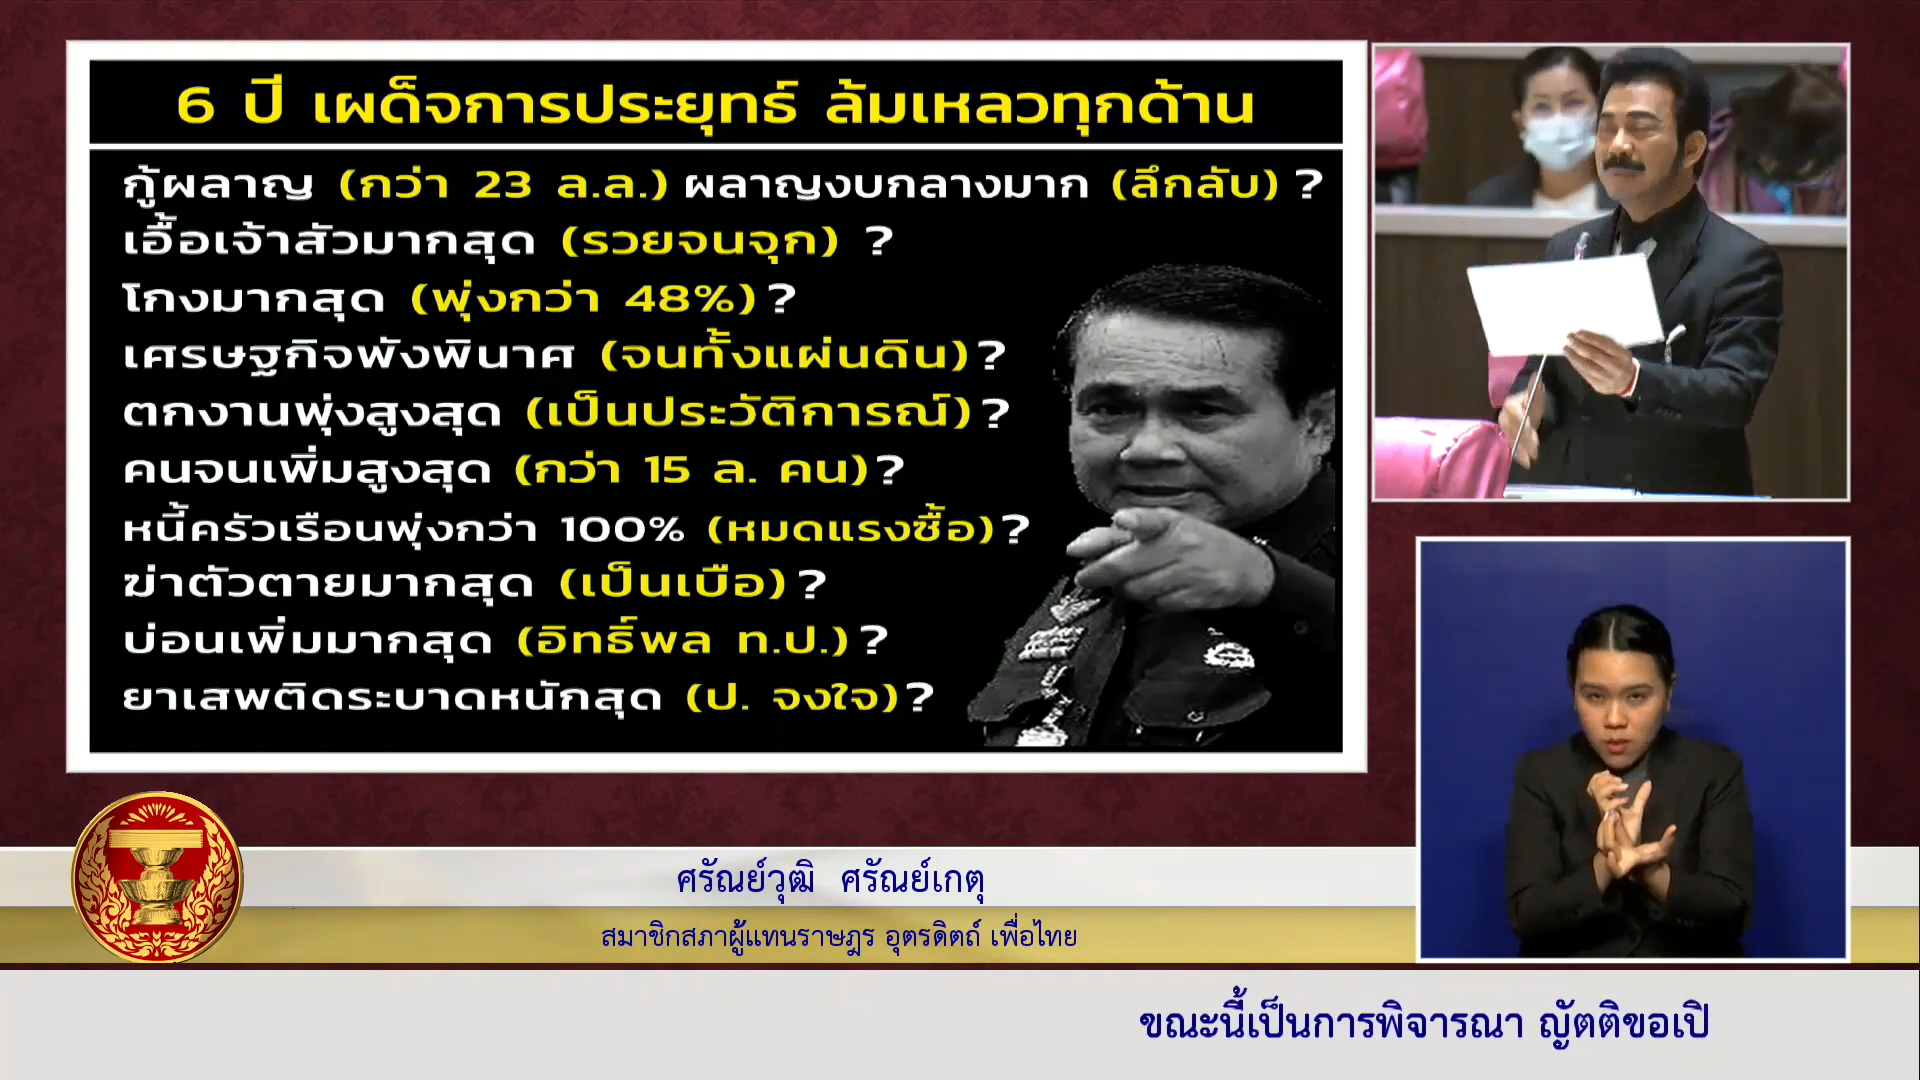 6 ปี เผด็จการประยุทธ์ ล้มเหลวทุกด้าน
กู้ผลาญ (กว่า 23 ล.ล.) ผลาญงบกลางมาก (ลึกลับ) ?
เอื้อเจ้าสัวมากสุด (รวยจนจุก) ?
โกงมากสุด (พุ่งกว่า 48%) ?
เศรษฐกิจพังพินาศ (จนทั้งแผ่นดิน) ?
ตกงานพุ่งสูงสุด (เป็นประวัติการณ์) ?
คนจนเพิ่มสูงสุด (กว่า 15 ล. คน) ?
หนี้ครัวเรือนพุ่งกว่า 100% (หมดแรงซื้อ) ?
ฆ่าตัวตายมากสุด (เป็นเบือ) ?
บ่อนเพิ่มมากสุด (อิทธิ์พล ท.ป.) ?
ยาเสพติดระบาดหนักสุด (ป. จงใจ) ?
ศรัณย์วุฒิ ศรัณย์เกตุ
สมาชิกสภาผู้แทนราษฎร อุตรดิตถ์ เพื่อไทย
ขณะนี้เป็นการพิจารณา ญัตติขอเปิ